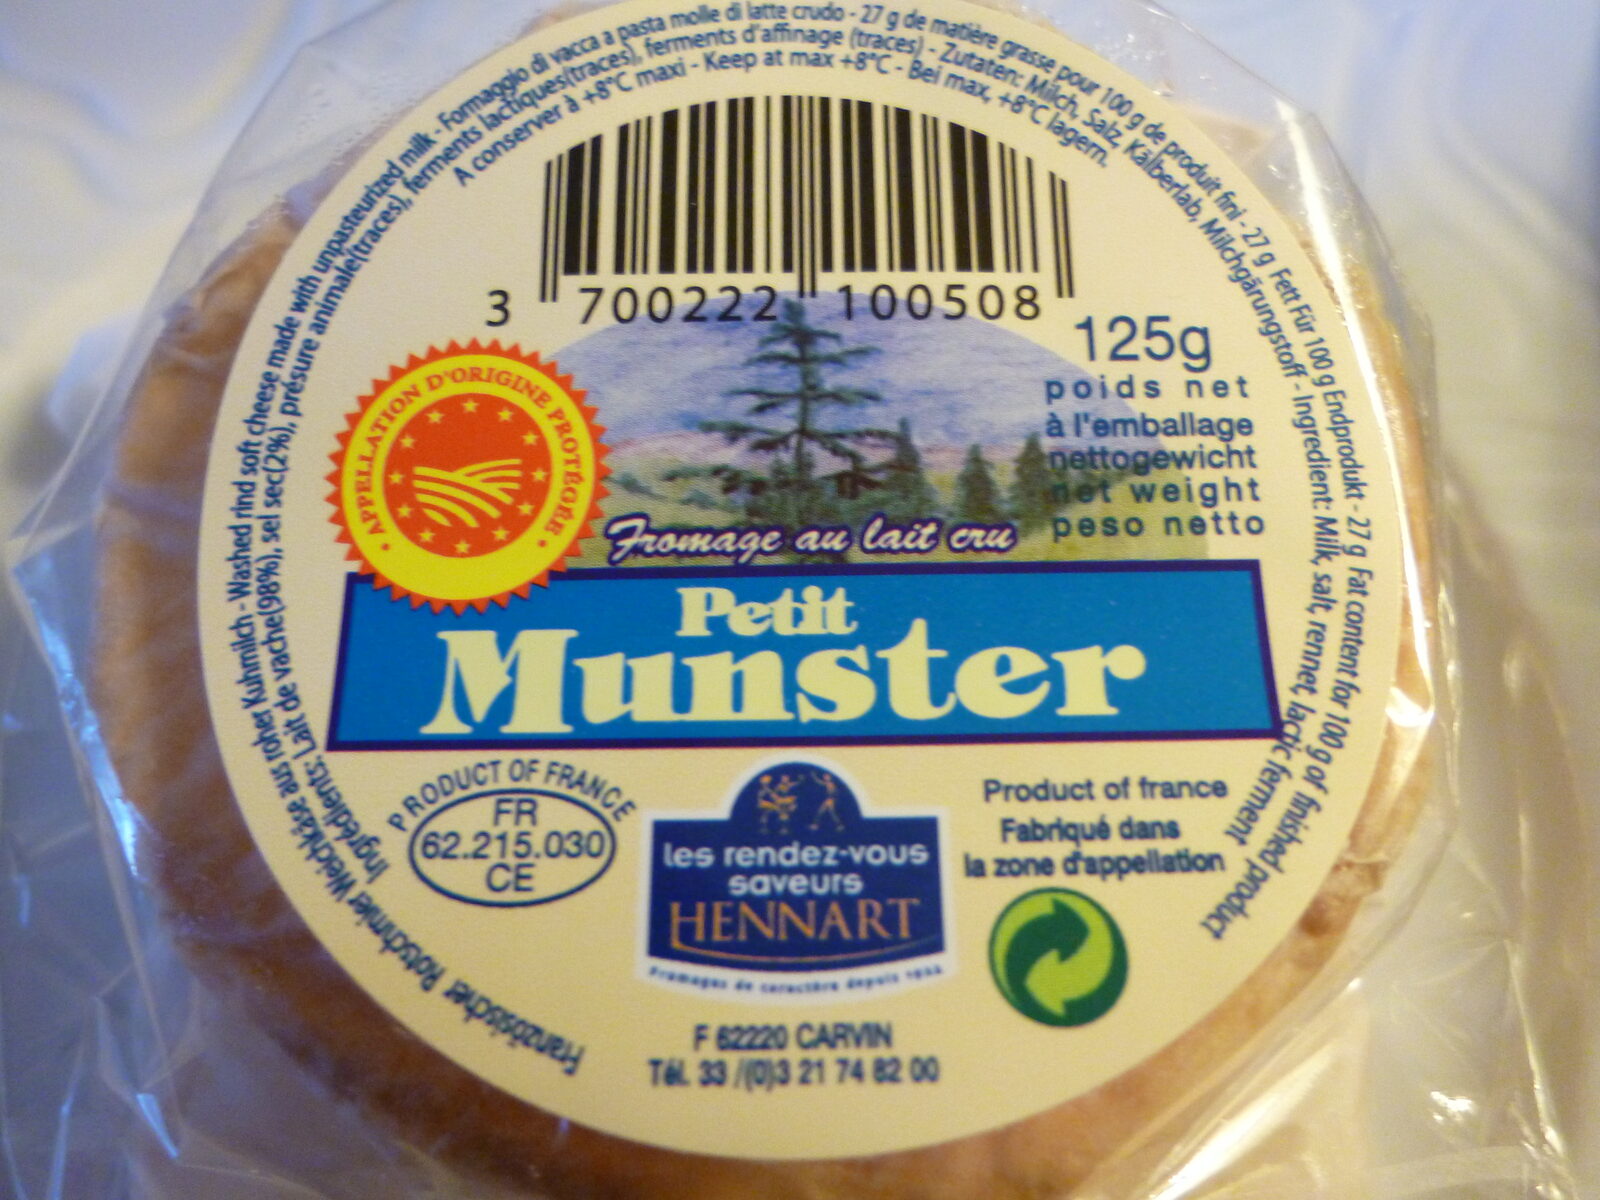 Französischer Rotschmier Weichkäse aus roher Kuhmilch - Washed rind soft cheese made with unpasteurized milk - Formaggio di vacca a pasta molle di latte crudo - 27 g de matière grasse pour 100 g de produit fini - 27 g Fett Für 100 g Endprodukt - 27 g Fat content for 100 g of finished product
Ingrédients: Lait de vache(98%), sel sec(2%), présure animale(traces), ferments lactiques(traces), ferments d'affinage (traces) - Zutaten: Milch, Salz, Kälberlab, Milchgärungstoff - Ingredient: Milk, salt, rennet, lactic ferment
A conserver à +8°C maxi - Keep at max +8°C - Bei max, +8°C lagern.
3 700222 100508
125g
poids net
à l'emballage
nettogewicht
net weight
peso netto
APPELLATION D'ORIGINE PROTÉGÉE
Fromage au lait cru
Petit
Munster
PRODUCT OF FRANCE
FR
62.215.030
CE
les rendez-vous
saveurs
HENNART
Fromages de caractère depuis
Product of france
Fabriqué dans
la zone d'appellation
F 62220 CARVIN
Tél. 33 /(0)3 21 74 82 00